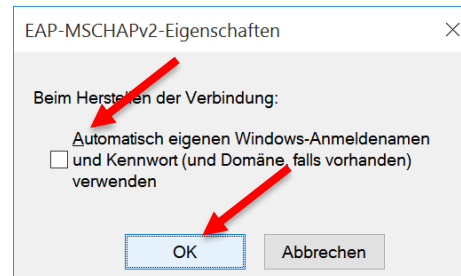 EAP-MSCHAPv2-Eigenschaften
Beim Herstellen der Verbindung:
Automatisch eigenen Windows-Anmeldenamen
und Kennwort (und Domäne, falls vorhanden)
verwenden
OK
Abbrechen